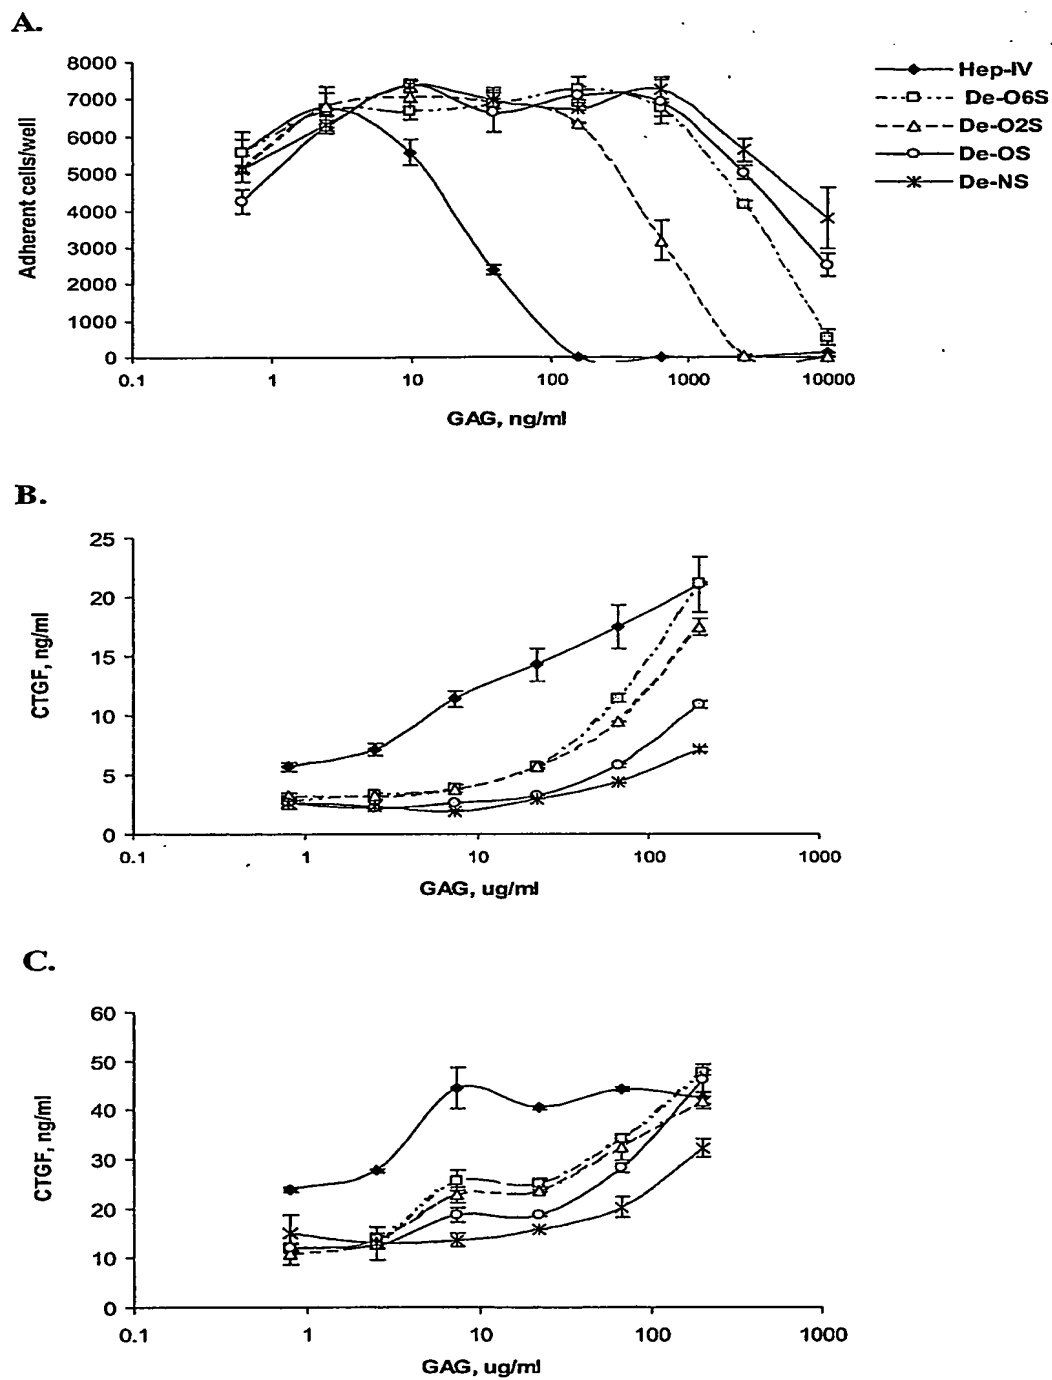 A.
8000
7000
6000
5000
4000
3000
2000
1000
0
Adherent cells/well
0.1 1 10 100 1000 10000
GAG, ng/ml
Hep-IV
De-O6S
De-O2S
De-OS
De-NS
B.
25
20
15
10
5
0
CTGF, ng/ml
0.1 1 10 100 1000
GAG, ug/ml
C.
60
50
40
30
20
10
0
CTGF, ng/ml
0.1 1 10 100 1000
GAG, ug/ml